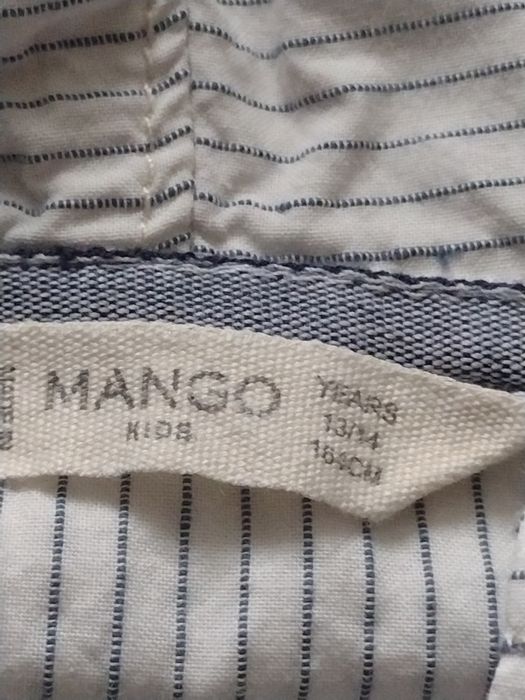 MANGO
KIDS
YEARS
13/14
164CM